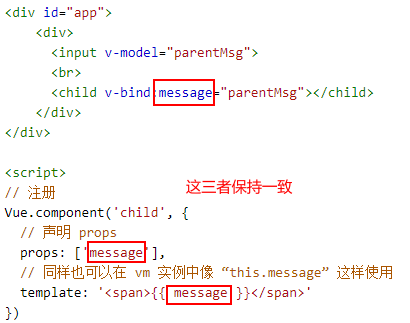 <div id="app">
<div>
<input v-model="parentMsg">
<br>
<child v-bind:message="parentMsg"></child>
</div>
</div>
<script>
// 注册
这三者保持一致
Vue.component('child', {
// 声明 props
props: ['message'],
// 同样也可以在 vm 实例中像 “this.message” 这样使用
template: '<span>{{ message }}</span>'
})